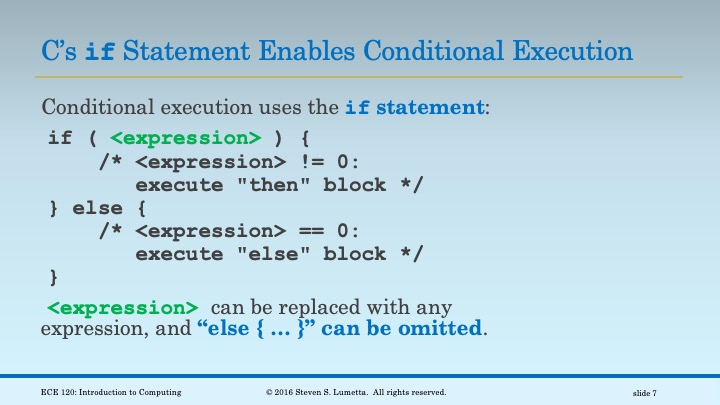 C’s if Statement Enables Conditional Execution
Conditional execution uses the if statement:
if ( <expression> ) {
/* <expression> != 0:
execute "then" block */
} else {
/* <expression> == 0:
execute "else" block */
}
<expression> can be replaced with any
expression, and “else { … }” can be omitted.
ECE 120: Introduction to Computing
© 2016 Steven S. Lumetta. All rights reserved.
slide 7